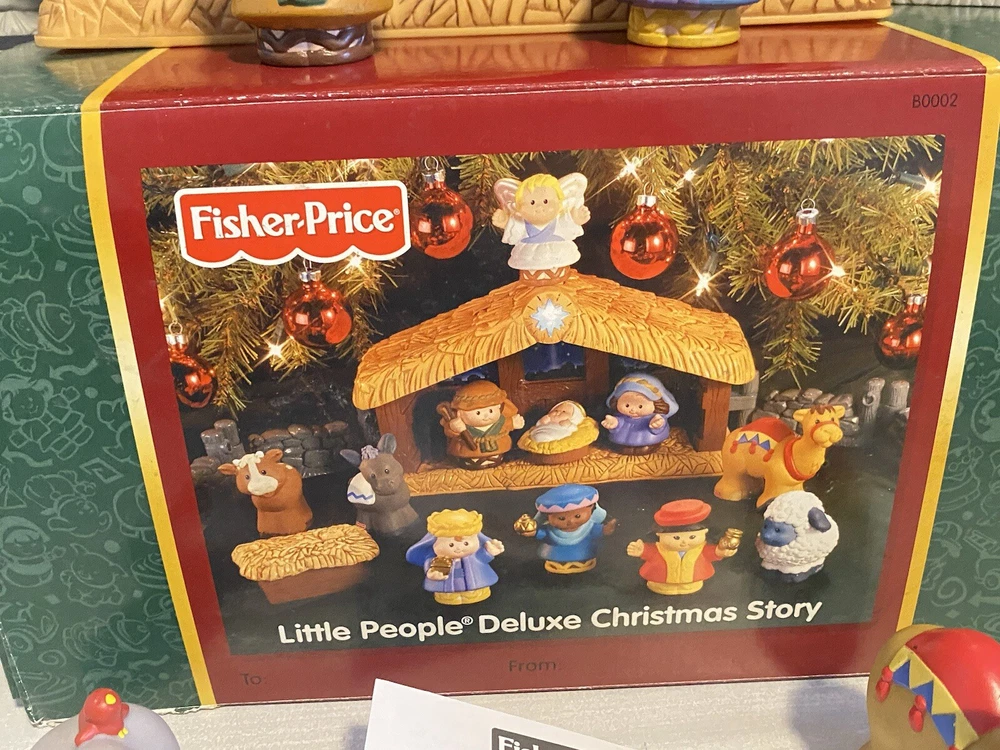 B0002
Fisher-Price®
Little People® Deluxe Christmas Story
To:
From: